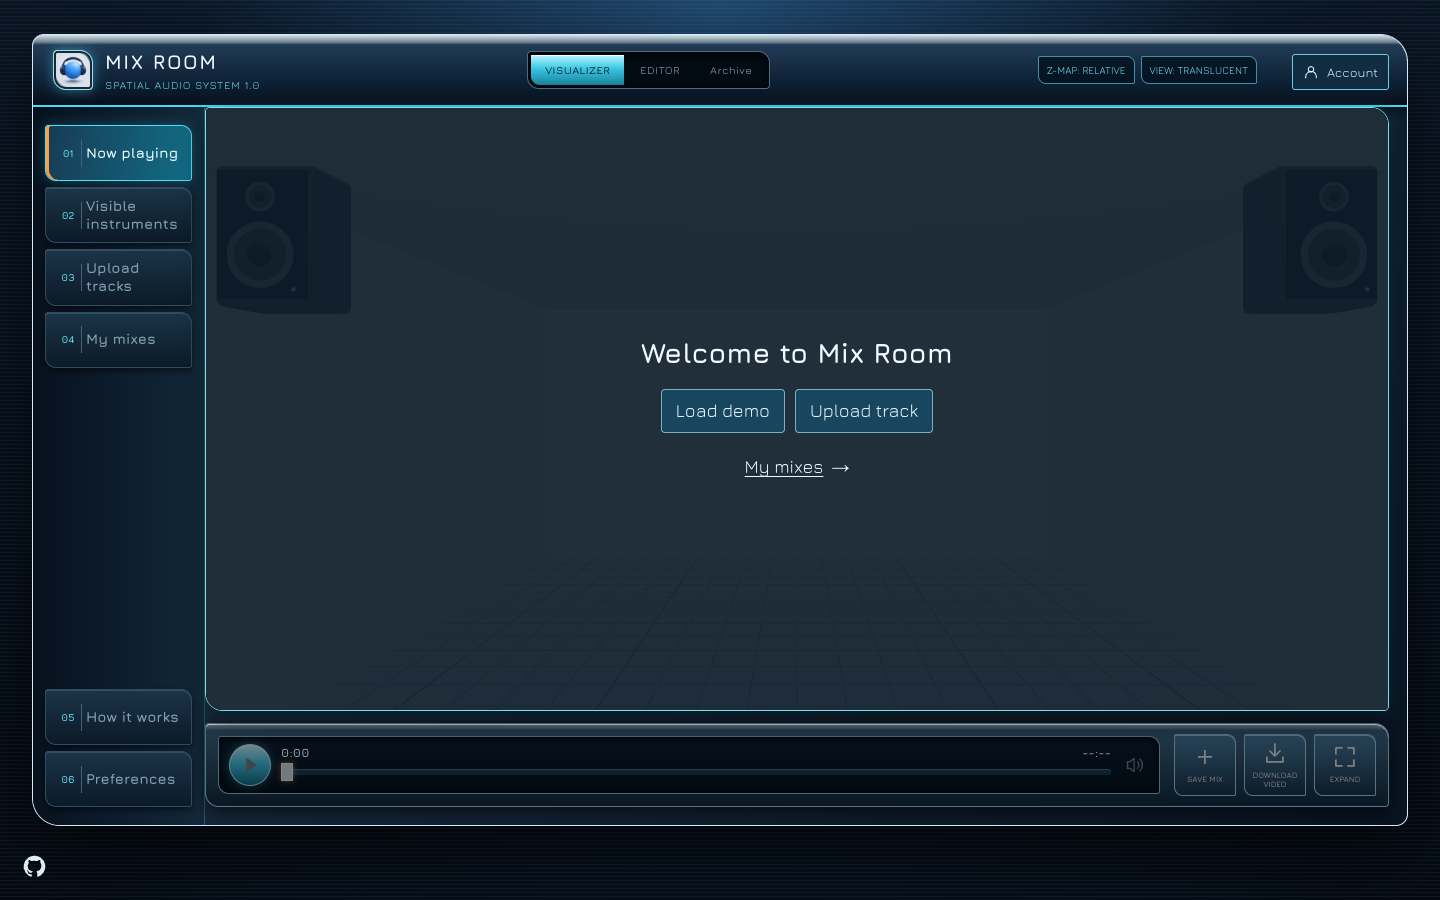 MIX ROOM
SPATIAL AUDIO SYSTEM 1.0
VISUALIZER
EDITOR
Archive
Z-MAP: RELATIVE
VIEW: TRANSLUCENT
Account
01
Now playing
02
Visible
instruments
03
Upload
tracks
04
My mixes
Welcome to Mix Room
Load demo
Upload track
My mixes →
05
How it works
06
Preferences
0:00
--:--
SAVE MIX
DOWNLOAD
VIDEO
EXPAND